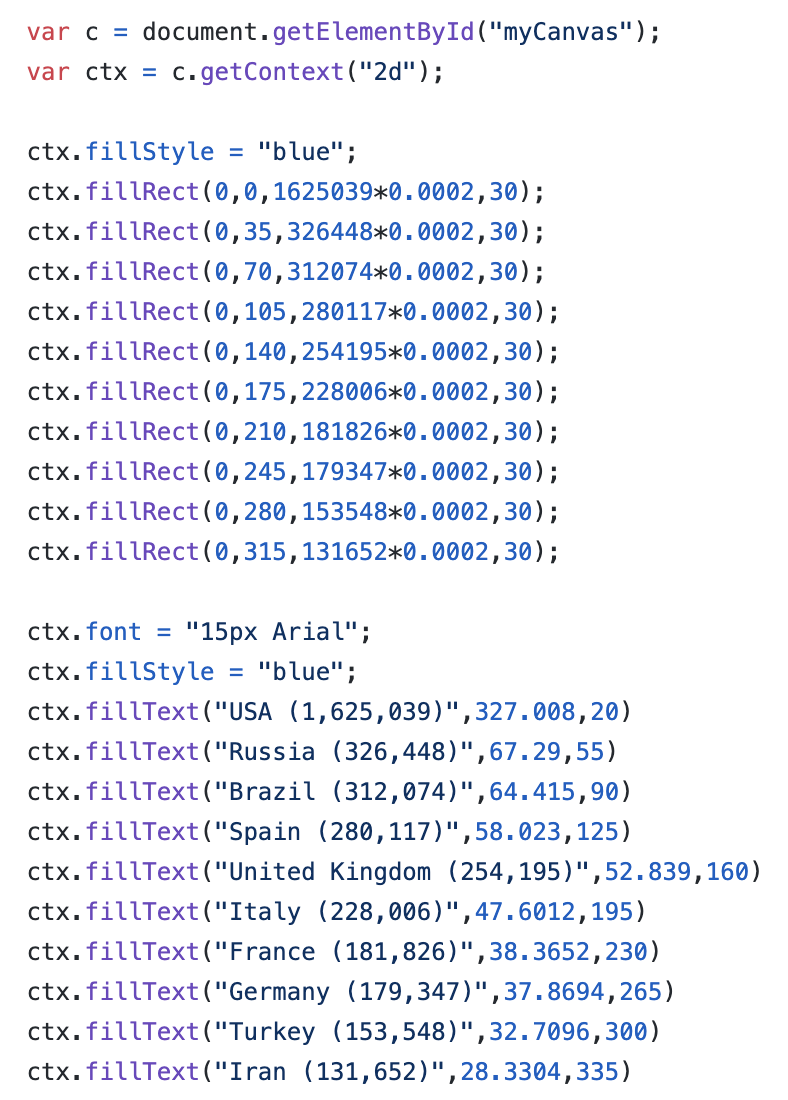 var c = document.getElementById("myCanvas");
var ctx = c.getContext("2d");
ctx.fillStyle = "blue";
ctx.fillRect(0,0,1625039*0.0002,30);
ctx.fillRect(0,35,326448*0.0002,30);
ctx.fillRect(0,70,312074*0.0002,30);
ctx.fillRect(0,105,280117*0.0002,30);
ctx.fillRect(0,140,254195*0.0002,30);
ctx.fillRect(0,175,228006*0.0002,30);
ctx.fillRect(0,210,181826*0.0002,30);
ctx.fillRect(0,245,179347*0.0002,30);
ctx.fillRect(0,280,153548*0.0002,30);
ctx.fillRect(0,315,131652*0.0002,30);
ctx.font = "15px Arial";
ctx.fillStyle = "blue";
ctx.fillText("USA (1,625,039)",327.008,20)
ctx.fillText("Russia (326,448)",67.29,55)
ctx.fillText("Brazil (312,074)",64.415,90)
ctx.fillText("Spain (280,117)",58.023,125)
ctx.fillText("United Kingdom (254,195)",52.839,160)
ctx.fillText("Italy (228,006)",47.6012,195)
ctx.fillText("France (181,826)",38.3652,230)
ctx.fillText("Germany (179,347)",37.8694,265)
ctx.fillText("Turkey (153,548)",32.7096,300)
ctx.fillText("Iran (131,652)",28.3304,335)